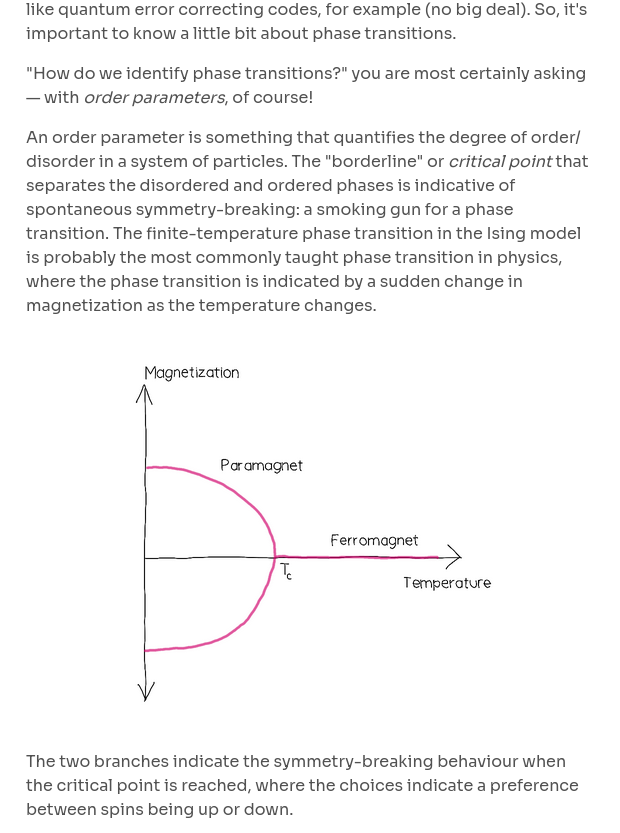 like quantum error correcting codes, for example (no big deal). So, it's
important to know a little bit about phase transitions.
"How do we identify phase transitions?" you are most certainly asking
— with order parameters, of course!
An order parameter is something that quantifies the degree of order/
disorder in a system of particles. The "borderline" or critical point that
separates the disordered and ordered phases is indicative of
spontaneous symmetry-breaking: a smoking gun for a phase
transition. The finite-temperature phase transition in the Ising model
is probably the most commonly taught phase transition in physics,
where the phase transition is indicated by a sudden change in
magnetization as the temperature changes.
Magnetization
Paramagnet
Ferromagnet
Tc
Temperature
The two branches indicate the symmetry-breaking behaviour when
the critical point is reached, where the choices indicate a preference
between spins being up or down.